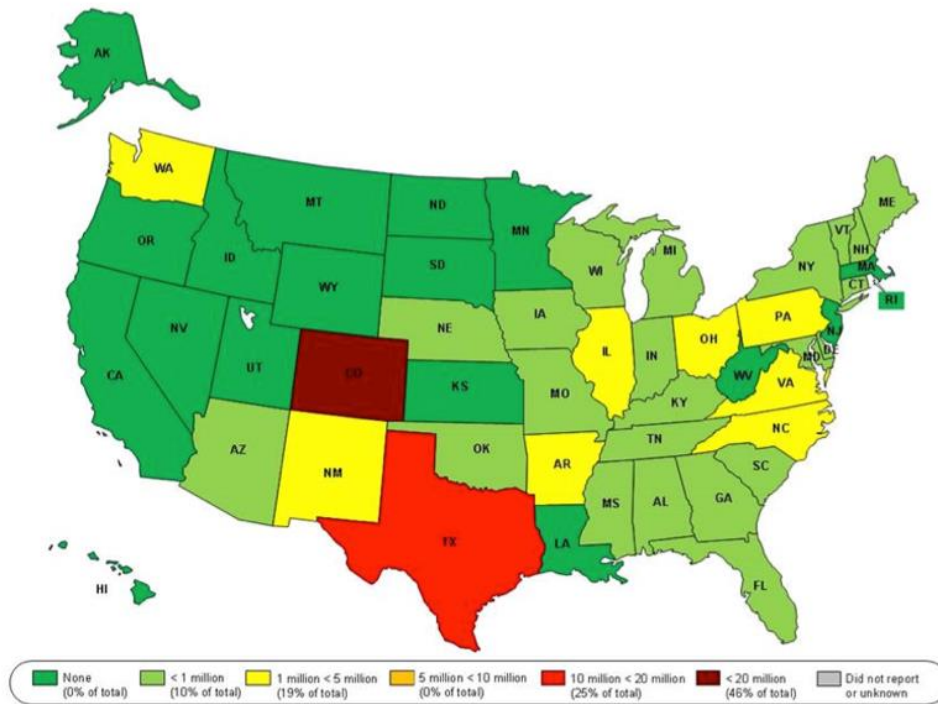 AK
WA
MT
ND
MN
ME
VT
NH
OR
ID
SD
WI
MI
NY
MA
CT
RI
WY
NE
IA
PA
NJ
NV
UT
CO
IL
IN
OH
MD
DE
CA
KS
MO
WV
VA
KY
NC
AZ
NM
OK
AR
TN
SC
MS
AL
GA
TX
LA
FL
HI
None
(0% of total)
< 1 million
(10% of total)
1 million < 5 million
(19% of total)
5 million < 10 million
(0% of total)
10 million < 20 million
(25% of total)
< 20 million
(46% of total)
Did not report
or unknown